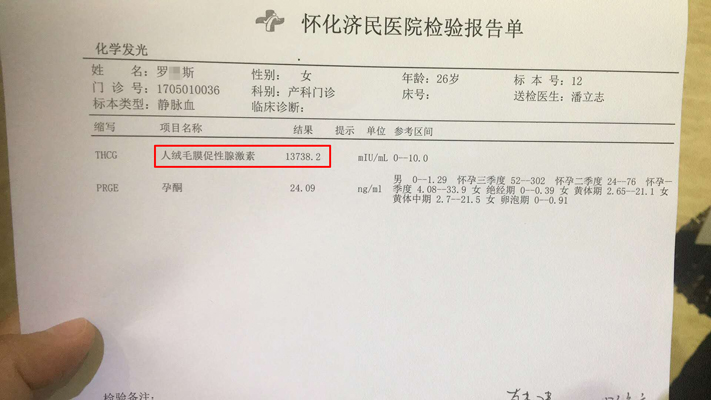 怀化济民医院检验报告单
化学发光
姓 名: 罗 斯 性别: 女 年龄: 26岁 标 本 号: 12
门 诊 号: 1705010036 科别: 产科门诊 床号: 送检医生: 潘立志
标本类型: 静脉血 临床诊断:
缩写 项目名称 结果 提示 单位 参考区间
THCG 人绒毛膜促性腺激素 13738.2 mIU/mL 0--10.0
PRGE 孕酮 24.09 ng/ml 男 0--1.29 怀孕三季度 52--302 怀孕二季度 24--76 怀孕一
季度 4.08--33.9 女 绝经期 0--0.39 女 黄体期 2.65--21.1 女
黄体中期 2.7--21.5 女 卵泡期 0--0.91
检验备注: